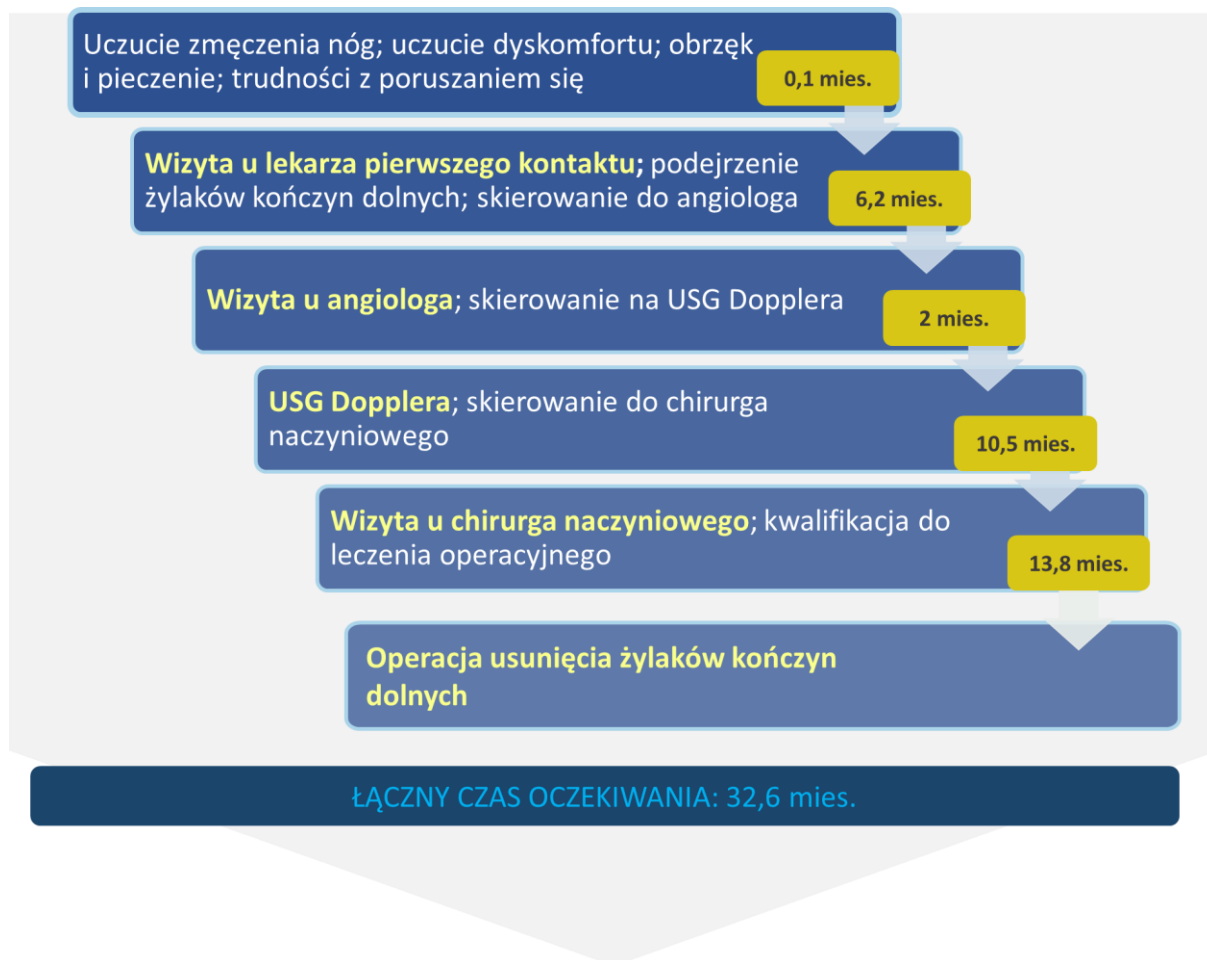 Uczucie zmęczenia nóg; uczucie dyskomfortu; obrzęk
i pieczenie; trudności z poruszaniem się
0,1 mies.
Wizyta u lekarza pierwszego kontaktu; podejrzenie
żylaków kończyn dolnych; skierowanie do angiologa
6,2 mies.
Wizyta u angiologa; skierowanie na USG Dopplera
2 mies.
USG Dopplera; skierowanie do chirurga
naczyniowego
10,5 mies.
Wizyta u chirurga naczyniowego; kwalifikacja do
leczenia operacyjnego
13,8 mies.
Operacja usunięcia żylaków kończyn
dolnych
ŁĄCZNY CZAS OCZEKIWANIA: 32,6 mies.